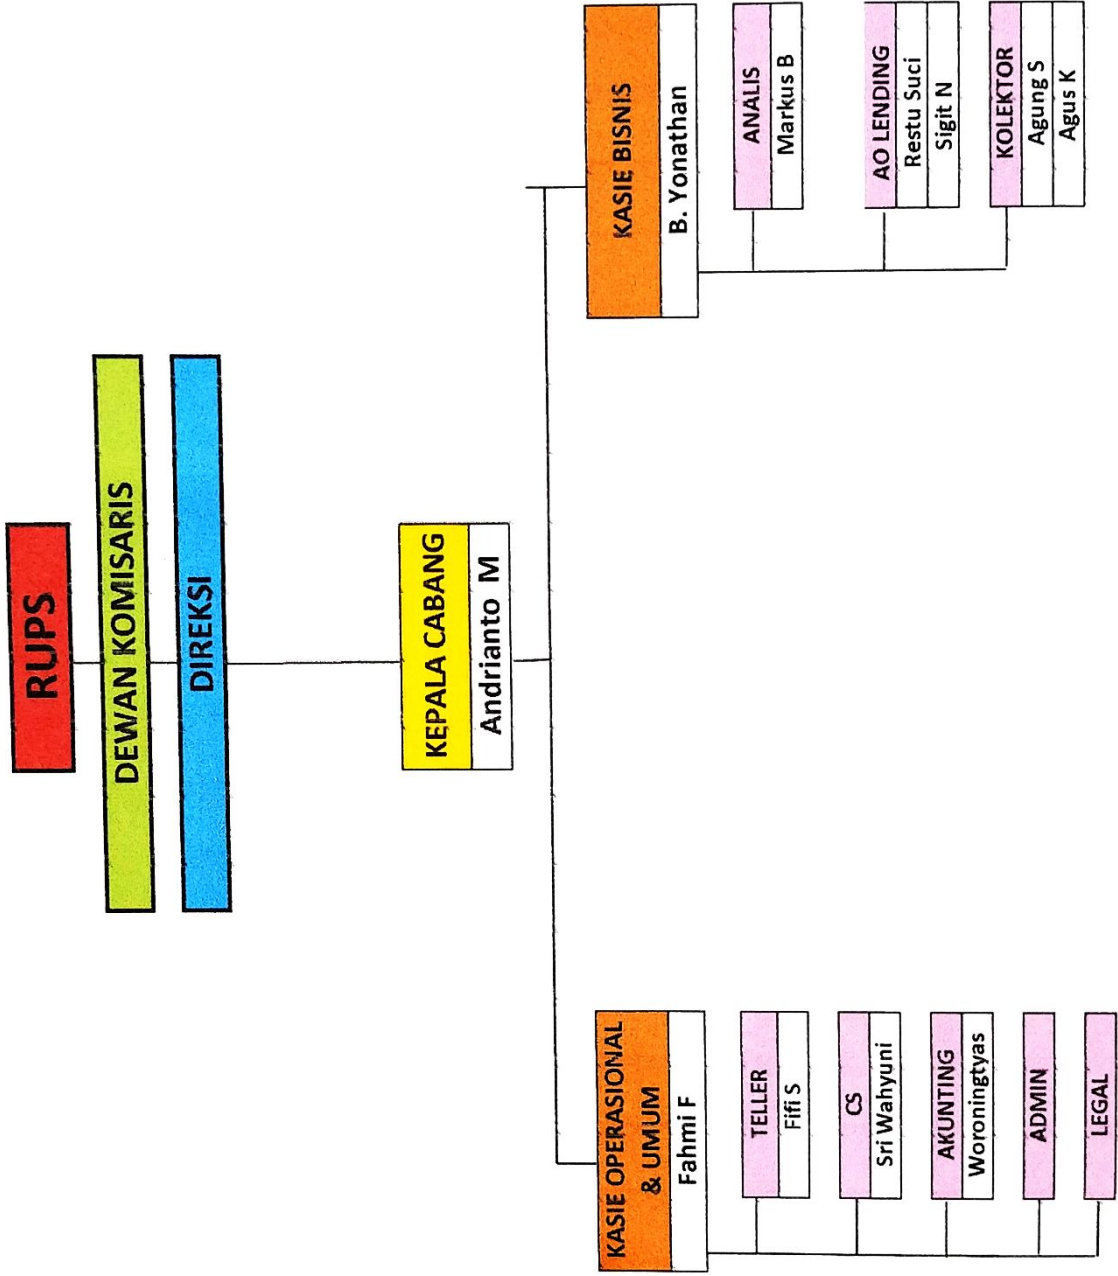 RUPS
DEWAN KOMISARIS
DIREKSI
KEPALA CABANG
Andrianto M
KASIE OPERASIONAL
& UMUM
Fahmi F
TELLER
Fifi S
CS
Sri Wahyuni
AKUNTING
Woroningtyas
ADMIN
LEGAL
KASIE BISNIS
B. Yonathan
ANALIS
Markus B
AO LENDING
Restu Suci
Sigit N
KOLEKTOR
Agung S
Agus K